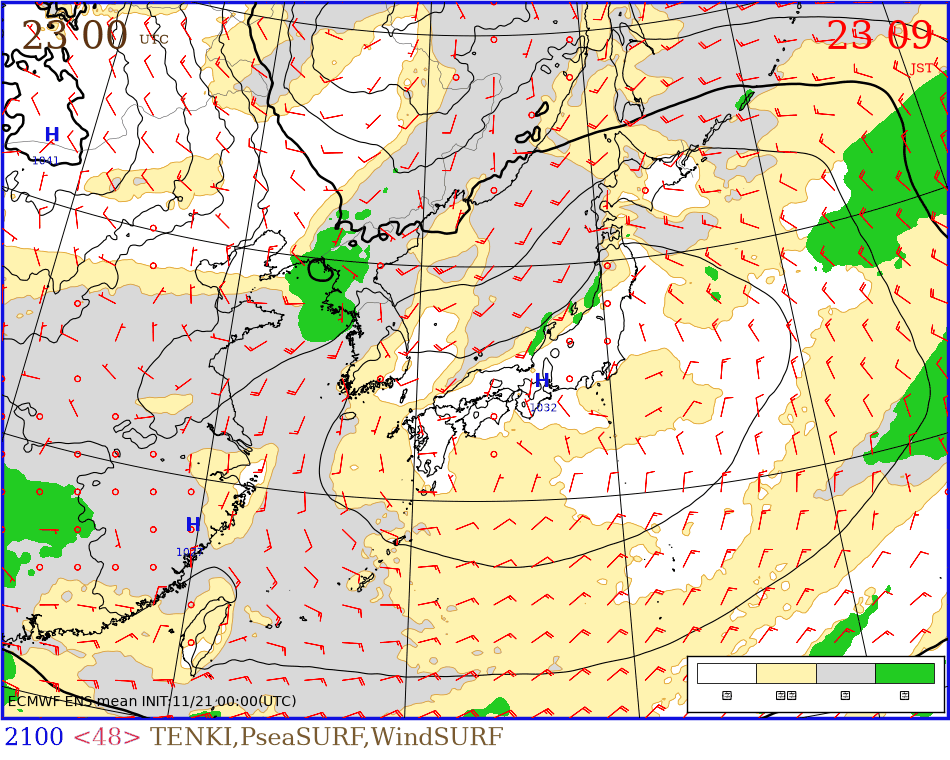 23 00 UTC
23 09
JST
H
1041
H
1032
H
ECMWF ENS mean INIT:11/21 00:00(UTC)
2100 <48> TENKI,PseaSURF,WindSURF